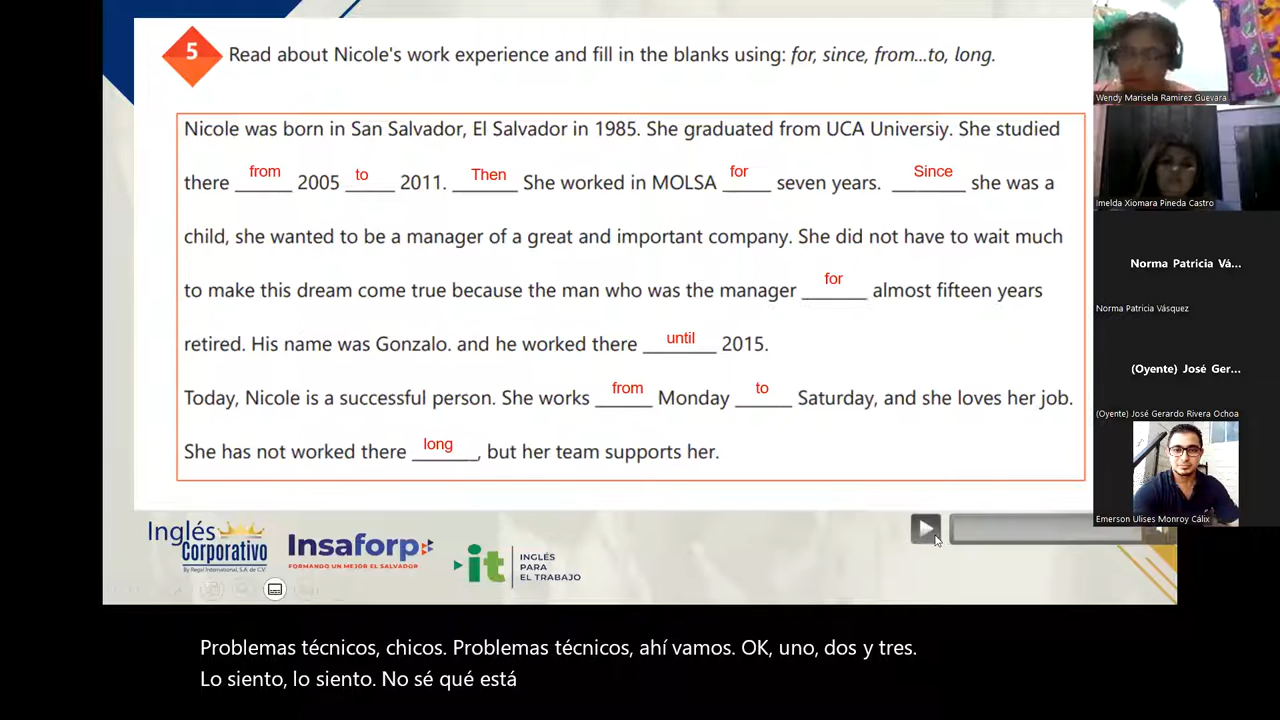 5
Read about Nicole's work experience and fill in the blanks using: for, since, from...to, long.
Nicole was born in San Salvador, El Salvador in 1985. She graduated from UCA Universiy. She studied
there from 2005 to 2011. Then She worked in MOLSA for seven years. Since she was a
child, she wanted to be a manager of a great and important company. She did not have to wait much
to make this dream come true because the man who was the manager for almost fifteen years
retired. His name was Gonzalo. and he worked there until 2015.
Today, Nicole is a successful person. She works from Monday to Saturday, and she loves her job.
She has not worked there long, but her team supports her.
Inglés
Corporativo
By Regal International, S.A. de C.V.
Insaforp
FORMANDO UN MEJOR EL SALVADOR
it
INGLÉS
PARA
EL TRABAJO
Wendy Marisela Ramirez Guevara
Imelda Xiomara Pineda Castro
Norma Patricia Vá...
Norma Patricia Vásquez
(Oyente) José Ger...
(Oyente) José Gerardo Rivera Ochoa
Emerson Ulises Monroy Cálix
Problemas técnicos, chicos. Problemas técnicos, ahí vamos. OK, uno, dos y tres.
Lo siento, lo siento. No sé qué está